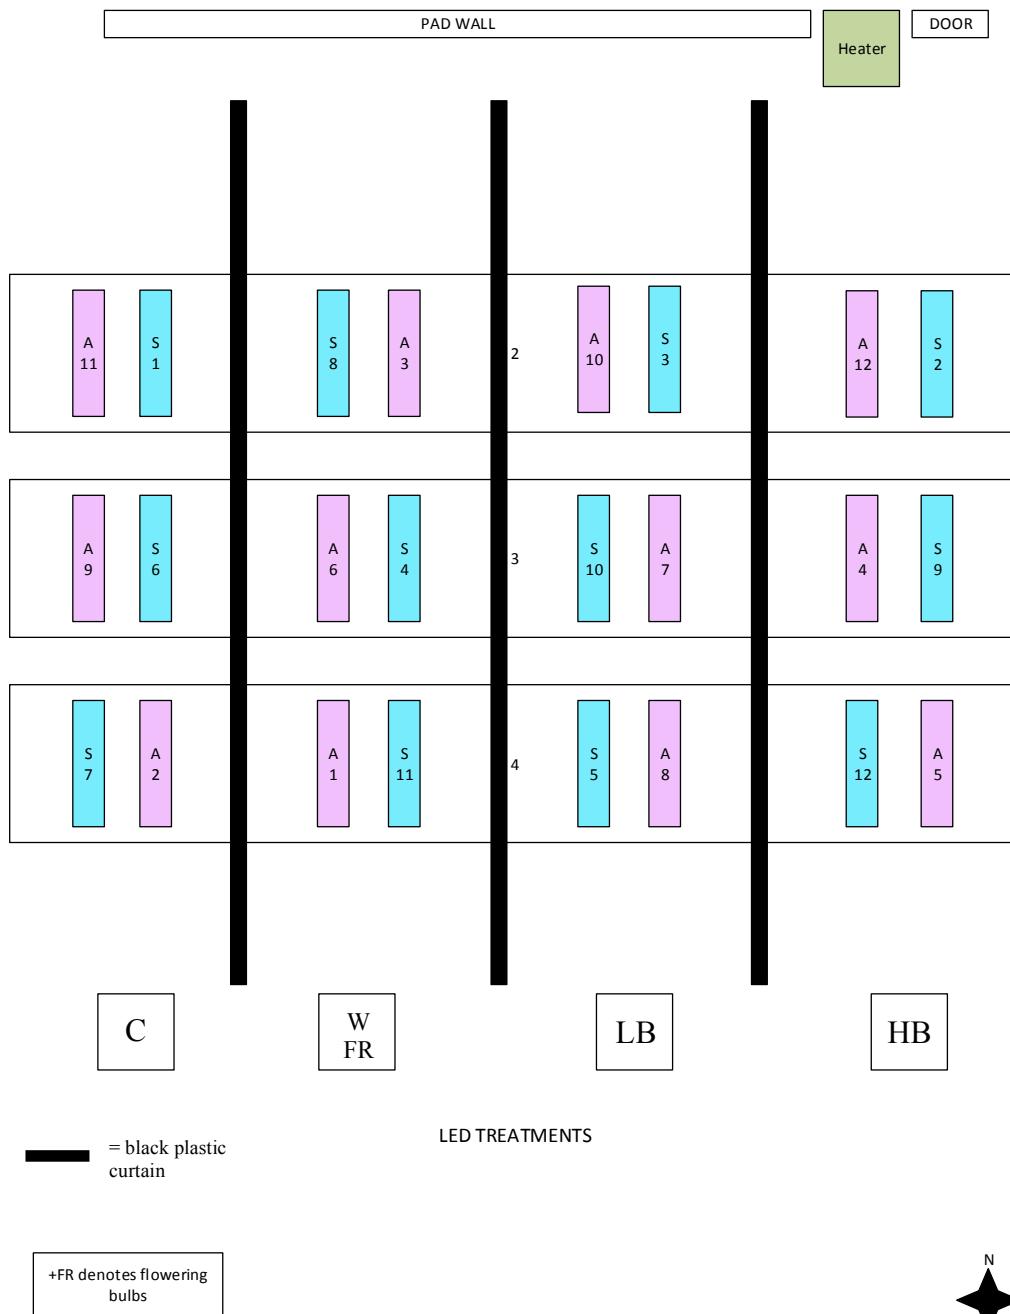 PAD WALL
Heater
DOOR
A
11
S
1
S
8
A
3
2
A
10
S
3
A
12
S
2
A
9
S
6
A
6
S
4
3
S
10
A
7
A
4
S
9
S
7
A
2
A
1
S
11
4
S
5
A
8
S
12
A
5
C
W
FR
LB
HB
LED TREATMENTS
= black plastic
curtain
+FR denotes flowering
bulbs
N